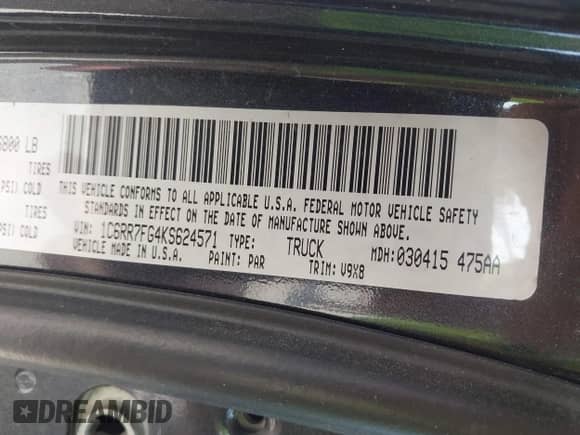 6800 LB
TIRES
PSI) COLD
TIRES
PSI) COLD
THIS VEHICLE CONFORMS TO ALL APPLICABLE U.S.A. FEDERAL MOTOR VEHICLE SAFETY
STANDARDS IN EFFECT ON THE DATE OF MANUFACTURE SHOWN ABOVE.
VIN: 1C6RR7FG4KS624571 TYPE: TRUCK MDH: 030415 475AA
VEHICLE MADE IN U.S.A. PAINT: PAR TRIM: V9X8
DREAMBID